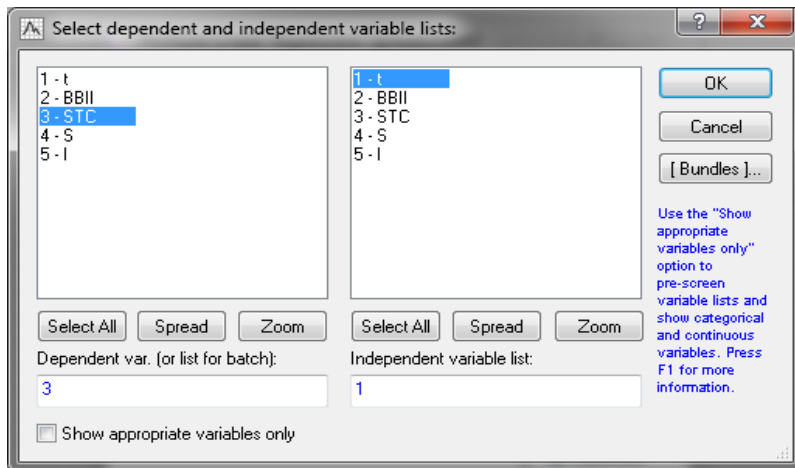 Select dependent and independent variable lists:
?
X
1 - t
2 - BBII
3 - STC
4 - S
5 - I
1 - t
2 - BBII
3 - STC
4 - S
5 - I
OK
Cancel
[ Bundles ]...
Use the "Show
appropriate
variables only"
option to
pre-screen
variable lists and
show categorical
and continuous
variables. Press
F1 for more
information.
Select All
Spread
Zoom
Select All
Spread
Zoom
Dependent var. (or list for batch):
Independent variable list:
3
1
Show appropriate variables only